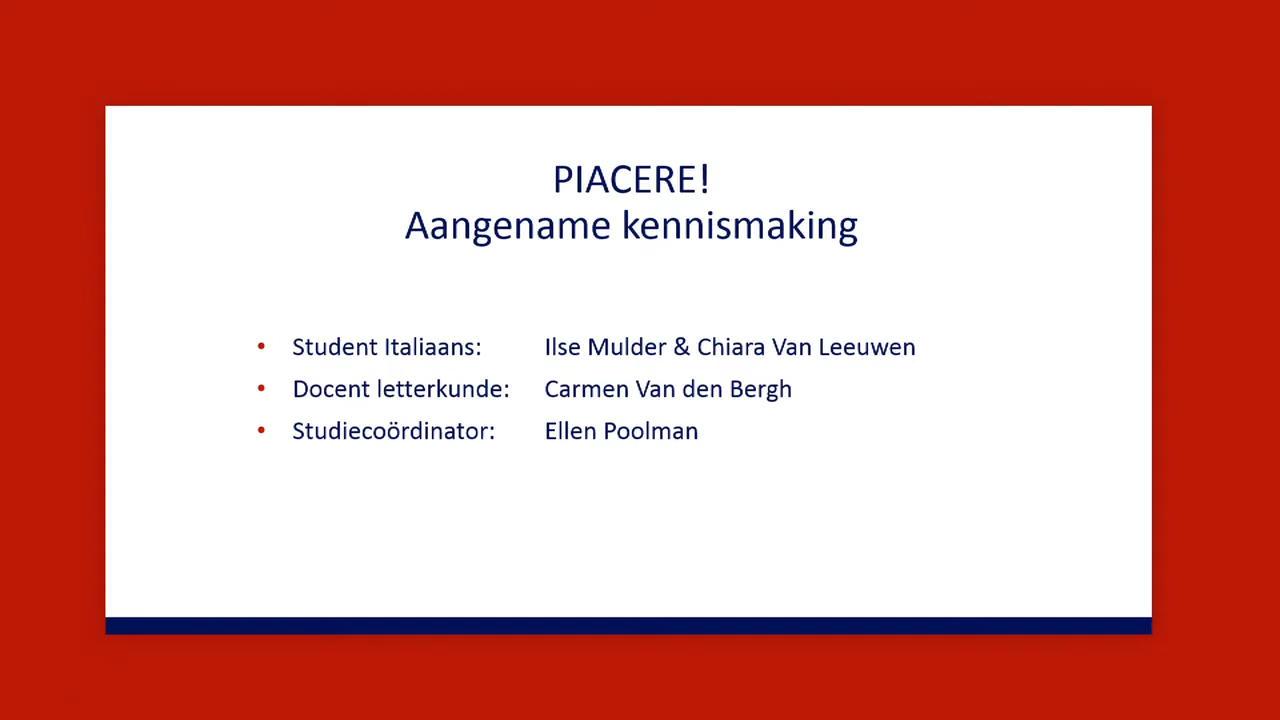 PIACERE!
Aangename kennismaking
• Student Italiaans: Ilse Mulder & Chiara Van Leeuwen
• Docent letterkunde: Carmen Van den Bergh
• Studiecoördinator: Ellen Poolman